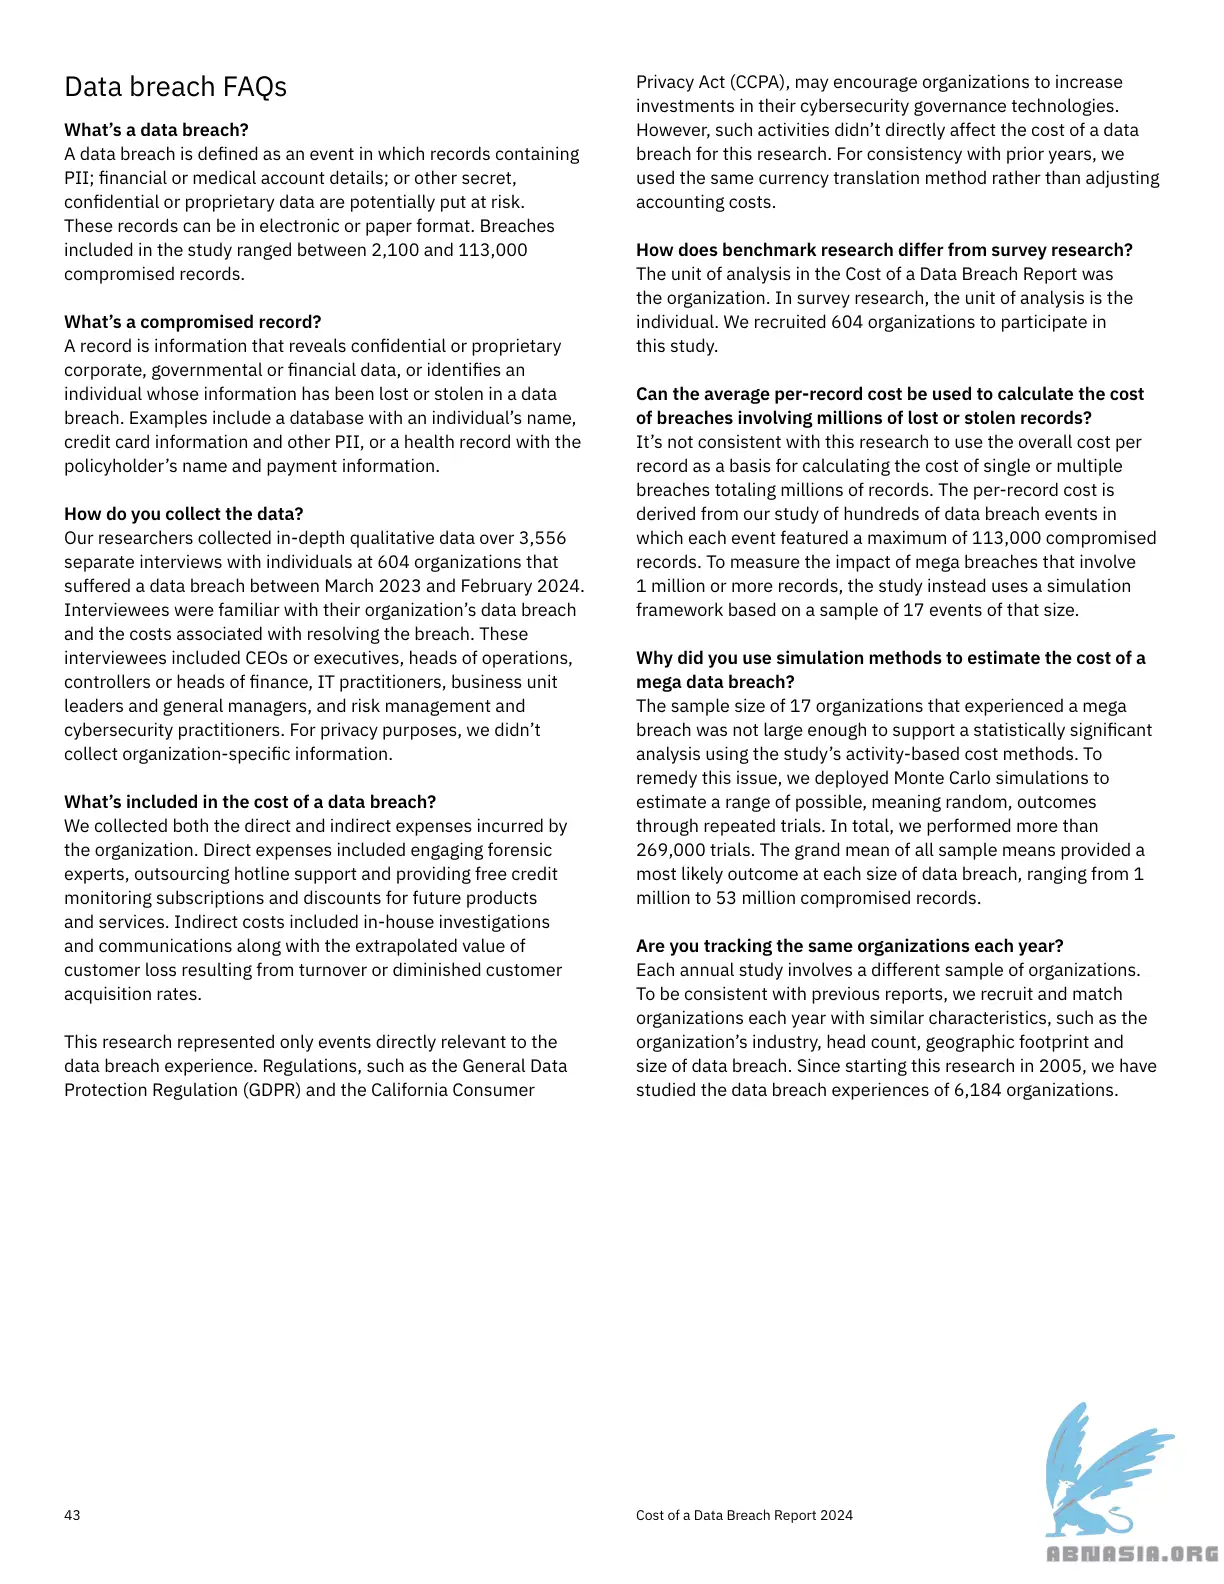 Data breach FAQs
What’s a data breach?
A data breach is defined as an event in which records containing
PII; financial or medical account details; or other secret,
confidential or proprietary data are potentially put at risk.
These records can be in electronic or paper format. Breaches
included in the study ranged between 2,100 and 113,000
compromised records.
What’s a compromised record?
A record is information that reveals confidential or proprietary
corporate, governmental or financial data, or identifies an
individual whose information has been lost or stolen in a data
breach. Examples include a database with an individual’s name,
credit card information and other PII, or a health record with the
policyholder’s name and payment information.
How do you collect the data?
Our researchers collected in-depth qualitative data over 3,556
separate interviews with individuals at 604 organizations that
suffered a data breach between March 2023 and February 2024.
Interviewees were familiar with their organization’s data breach
and the costs associated with resolving the breach. These
interviewees included CEOs or executives, heads of operations,
controllers or heads of finance, IT practitioners, business unit
leaders and general managers, and risk management and
cybersecurity practitioners. For privacy purposes, we didn’t
collect organization-specific information.
What’s included in the cost of a data breach?
We collected both the direct and indirect expenses incurred by
the organization. Direct expenses included engaging forensic
experts, outsourcing hotline support and providing free credit
monitoring subscriptions and discounts for future products
and services. Indirect costs included in-house investigations
and communications along with the extrapolated value of
customer loss resulting from turnover or diminished customer
acquisition rates.
This research represented only events directly relevant to the
data breach experience. Regulations, such as the General Data
Protection Regulation (GDPR) and the California Consumer
Privacy Act (CCPA), may encourage organizations to increase
investments in their cybersecurity governance technologies.
However, such activities didn’t directly affect the cost of a data
breach for this research. For consistency with prior years, we
used the same currency translation method rather than adjusting
accounting costs.
How does benchmark research differ from survey research?
The unit of analysis in the Cost of a Data Breach Report was
the organization. In survey research, the unit of analysis is the
individual. We recruited 604 organizations to participate in
this study.
Can the average per-record cost be used to calculate the cost
of breaches involving millions of lost or stolen records?
It’s not consistent with this research to use the overall cost per
record as a basis for calculating the cost of single or multiple
breaches totaling millions of records. The per-record cost is
derived from our study of hundreds of data breach events in
which each event featured a maximum of 113,000 compromised
records. To measure the impact of mega breaches that involve
1 million or more records, the study instead uses a simulation
framework based on a sample of 17 events of that size.
Why did you use simulation methods to estimate the cost of a
mega data breach?
The sample size of 17 organizations that experienced a mega
breach was not large enough to support a statistically significant
analysis using the study’s activity-based cost methods. To
remedy this issue, we deployed Monte Carlo simulations to
estimate a range of possible, meaning random, outcomes
through repeated trials. In total, we performed more than
269,000 trials. The grand mean of all sample means provided a
most likely outcome at each size of data breach, ranging from 1
million to 53 million compromised records.
Are you tracking the same organizations each year?
Each annual study involves a different sample of organizations.
To be consistent with previous reports, we recruit and match
organizations each year with similar characteristics, such as the
organization’s industry, head count, geographic footprint and
size of data breach. Since starting this research in 2005, we have
studied the data breach experiences of 6,184 organizations.
43
Cost of a Data Breach Report 2024
ABNASIA.ORG